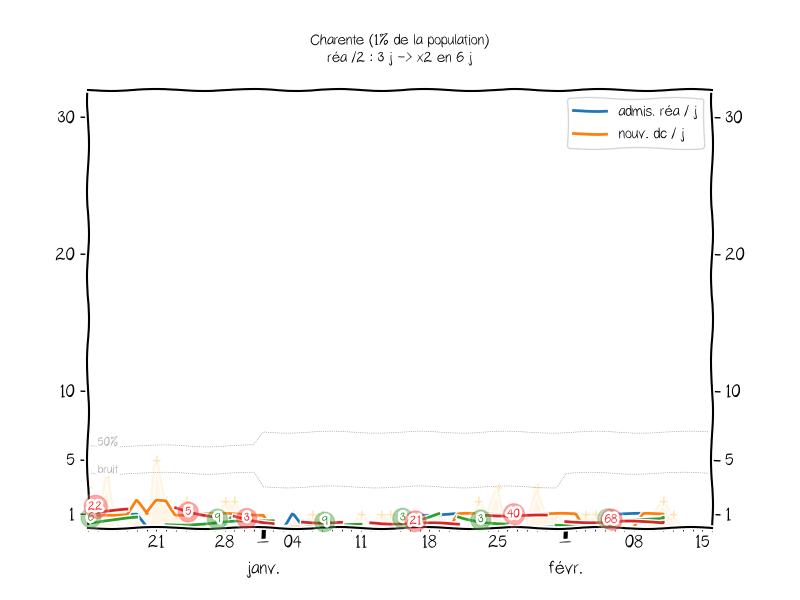 Charente (1% de la population)
réa /2 : 3 j -> x2 en 6 j
admis. réa / j
nouv. dc / j
30 30
20 20
10 10
50%
5 5
bruit
22 5 9 3 9 3 21 3 40 68
1 1
21 28 04 11 18 25 08 15
janv. févr.